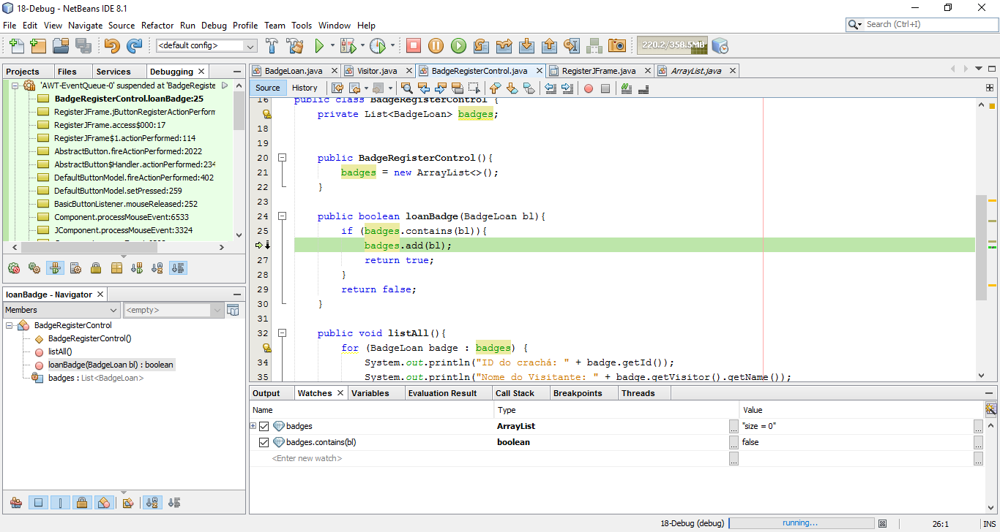 18-Debug - NetBeans IDE 8.1
File Edit View Navigate Source Refactor Run Debug Profile Team Tools Window Help
Search (Ctrl+I)
<default config>
220.2/358.5MB
Projects Files Services Debugging
BadgeLoan.java Visitor.java BadgeRegisterControl.java RegisterJFrame.java ArrayList.java
Source History
'AWT-EventQueue-0' suspended at 'BadgeRegiste
BadgeRegisterControl.loanBadge:25
RegisterJFrame.jButtonRegisterActionPerform
RegisterJFrame.access$000:17
RegisterJFrame$1.actionPerformed:114
AbstractButton.fireActionPerformed:2022
AbstractButton$Handler.actionPerformed:234
DefaultButtonModel.fireActionPerformed:402
DefaultButtonModel.setPressed:259
BasicButtonListener.mouseReleased:252
Component.processMouseEvent:6533
JComponent.processMouseEvent:3324
loanBadge - Navigator
Members
<empty>
BadgeRegisterControl
BadgeRegisterControl()
listAll()
loanBadge(BadgeLoan bl) : boolean
badges : List<BadgeLoan>
16 public class BadgeRegisterControl {
private List<BadgeLoan> badges;
18
19
20 public BadgeRegisterControl(){
21 badges = new ArrayList<>();
22 }
23
24 public boolean loanBadge(BadgeLoan bl){
25 if (badges.contains(bl)){
badges.add(bl);
27 return true;
28 }
29 return false;
30 }
31
32 public void listAll(){
for (BadgeLoan badge : badges) {
34 System.out.println("ID do crachá: " + badge.getId());
35 System.out.println("Nome do Visitante: " + badge.getVisitor().getName());
Output Watches Variables Evaluation Result Call Stack Breakpoints Threads
Name Type Value
badges ArrayList ... "size = 0" ...
badges.contains(bl) boolean ... false ...
<Enter new watch> ... ...
18-Debug (debug) running... 26:1 INS